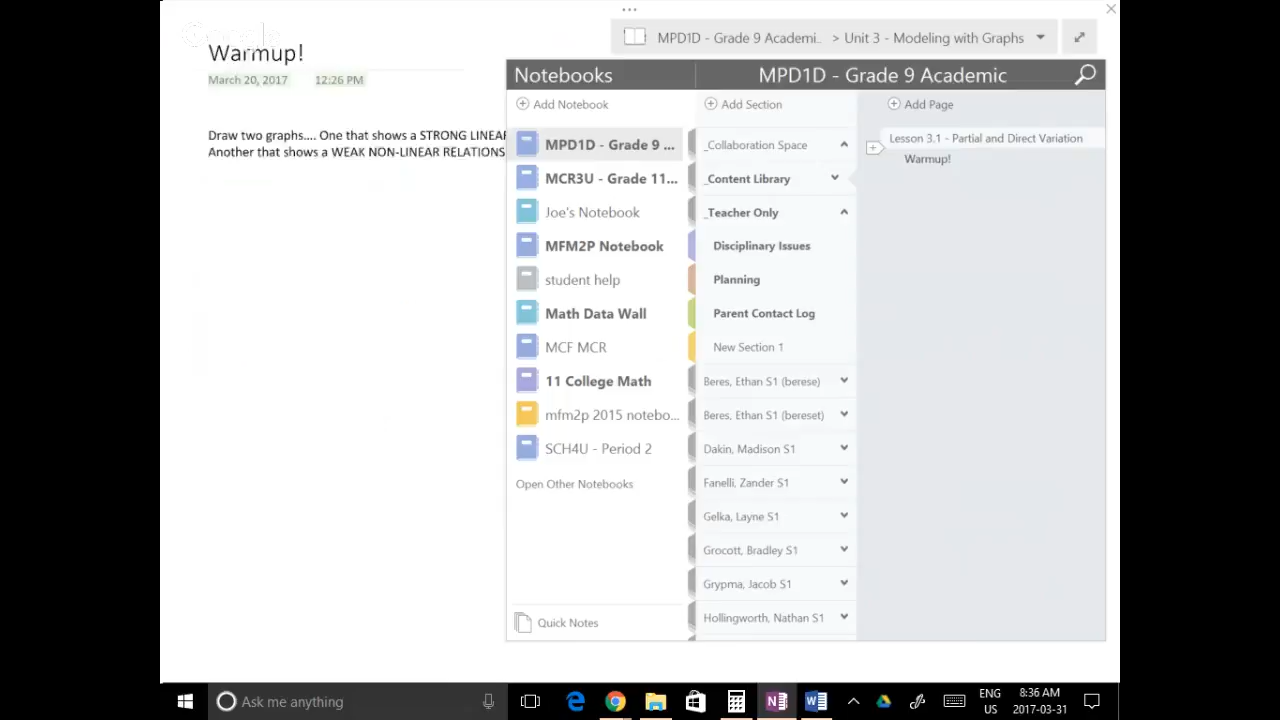 Warmup!
March 20, 2017 12:26 PM
Draw two graphs.... One that shows a STRONG LINEAR
Another that shows a WEAK NON-LINEAR RELATIONS
MPD1D - Grade 9 Academi.. > Unit 3 - Modeling with Graphs
Notebooks
MPD1D - Grade 9 Academic
Add Notebook
MPD1D - Grade 9 ...
MCR3U - Grade 11...
Joe's Notebook
MFM2P Notebook
student help
Math Data Wall
MCF MCR
11 College Math
mfm2p 2015 notebo...
SCH4U - Period 2
Open Other Notebooks
Quick Notes
Add Section
_Collaboration Space
_Content Library
_Teacher Only
Disciplinary Issues
Planning
Parent Contact Log
New Section 1
Beres, Ethan S1 (berese)
Beres, Ethan S1 (bereset)
Dakin, Madison S1
Fanelli, Zander S1
Gelka, Layne S1
Grocott, Bradley S1
Grypma, Jacob S1
Hollingworth, Nathan S1
Add Page
Lesson 3.1 - Partial and Direct Variation
Warmup!
Ask me anything
ENG
US
8:36 AM
2017-03-31